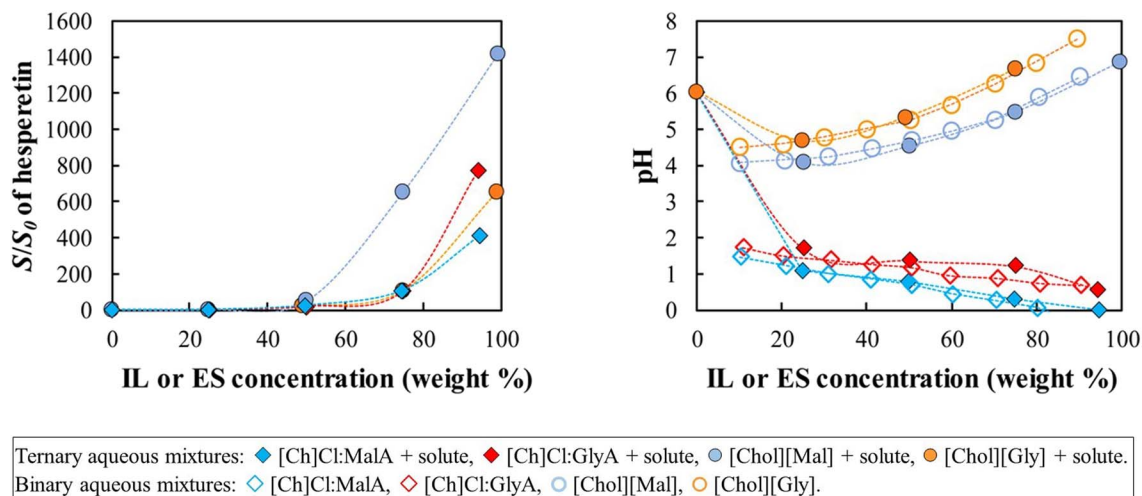 1600
1400
1200
1000
800
600
400
200
0
S/S0 of hesperetin
0 20 40 60 80 100
IL or ES concentration (weight %)
8
7
6
5
4
3
2
1
0
pH
0 20 40 60 80 100
IL or ES concentration (weight %)
Ternary aqueous mixtures: [Ch]Cl:MalA + solute, [Ch]Cl:GlyA + solute, [Chol][Mal] + solute, [Chol][Gly] + solute.
Binary aqueous mixtures: [Ch]Cl:MalA, [Ch]Cl:GlyA, [Chol][Mal], [Chol][Gly].